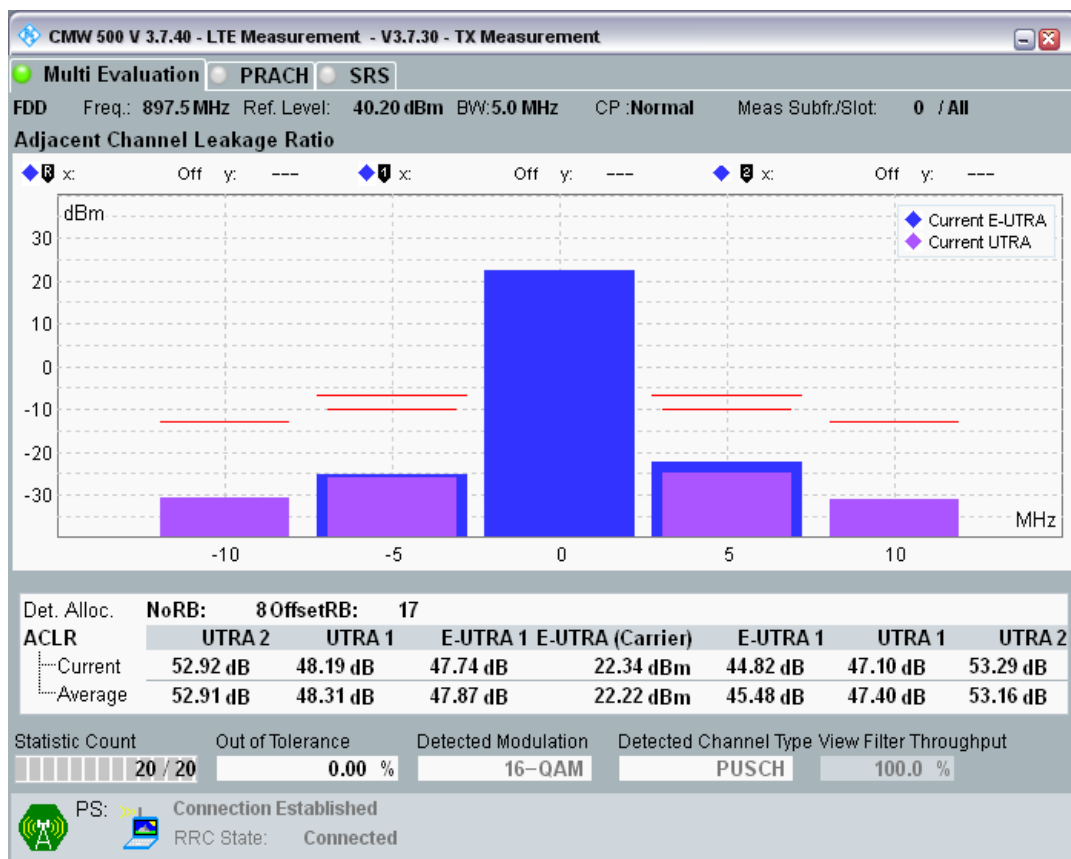 CMW 500 V 3.7.40 - LTE Measurement - V3.7.30 - TX Measurement
Multi Evaluation PRACH SRS
FDD Freq.: 897.5 MHz Ref. Level: 40.20 dBm BW:5.0 MHz CP :Normal Meas Subfr./Slot: 0 / All
Adjacent Channel Leakage Ratio
R x: Off y: --- 1 x: Off y: --- 2 x: Off y: ---
dBm
Current E-UTRA
Current UTRA
30
20
10
0
-10
-20
-30
MHz
-10 -5 0 5 10
Det. Alloc. NoRB: 8 OffsetRB: 17
ACLR UTRA 2 UTRA 1 E-UTRA 1 E-UTRA (Carrier) E-UTRA 1 UTRA 1 UTRA 2
Current 52.92 dB 48.19 dB 47.74 dB 22.34 dBm 44.82 dB 47.10 dB 53.29 dB
Average 52.91 dB 48.31 dB 47.87 dB 22.22 dBm 45.48 dB 47.40 dB 53.16 dB
Statistic Count Out of Tolerance Detected Modulation Detected Channel Type View Filter Throughput
20 / 20 0.00 % 16-QAM PUSCH 100.0 %
PS: Connection Established
RRC State: Connected